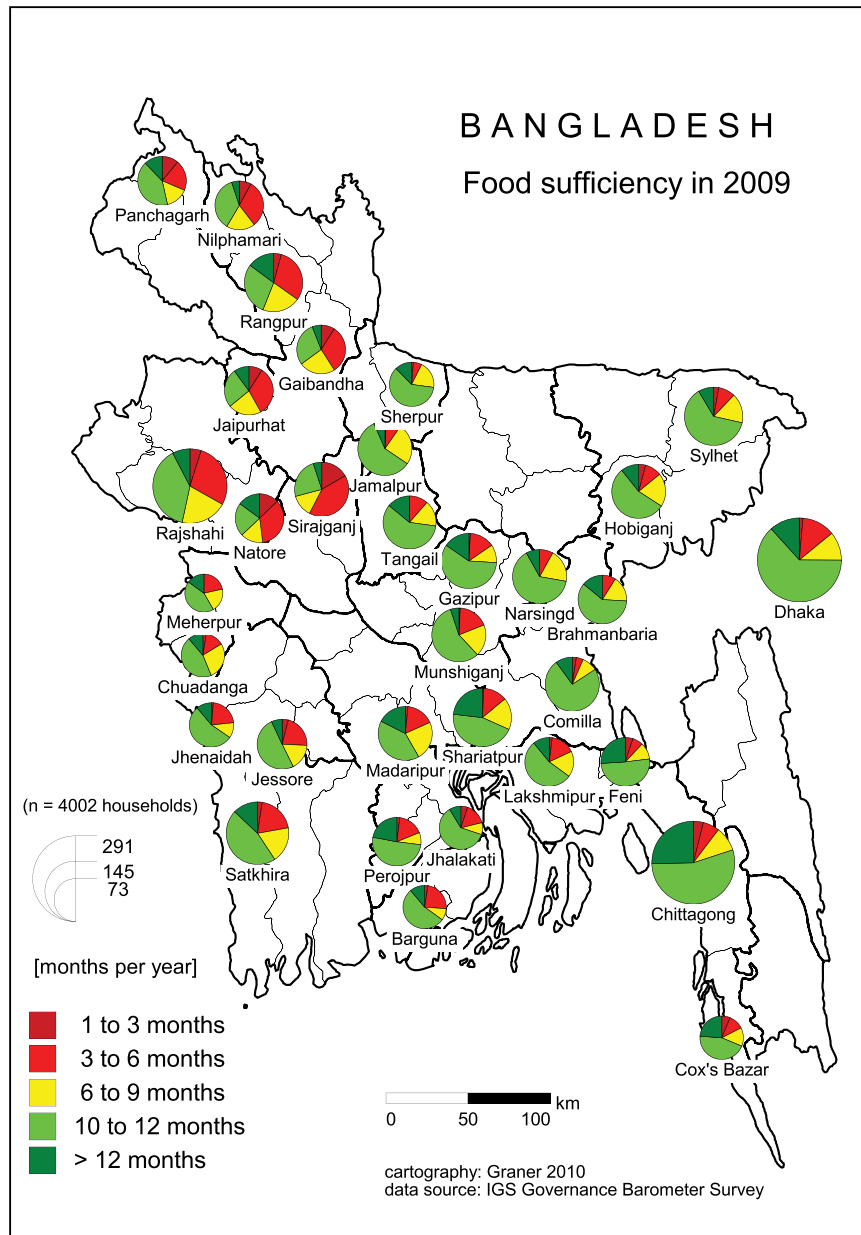 B A N G L A D E S H
Food sufficiency in 2009
Panchagarh
Nilphamari
Rangpur
Gaibandha
Jaipurhat
Sherpur
Sylhet
Jamalpur
Hobiganj
Rajshahi
Natore
Sirajganj
Tangail
Gazipur
Narsingd
Brahmanbaria
Dhaka
Meherpur
Munshiganj
Chuadanga
Comilla
Jhenaidah
Jessore
Madaripur
Shariatpur
Lakshmipur
Feni
(n = 4002 households)
291
145
73
Satkhira
Perojpur
Jhalakati
Chittagong
Barguna
[months per year]
1 to 3 months
3 to 6 months
6 to 9 months
10 to 12 months
> 12 months
Cox's Bazar
km
0 50 100
cartography: Graner 2010
data source: IGS Governance Barometer Survey